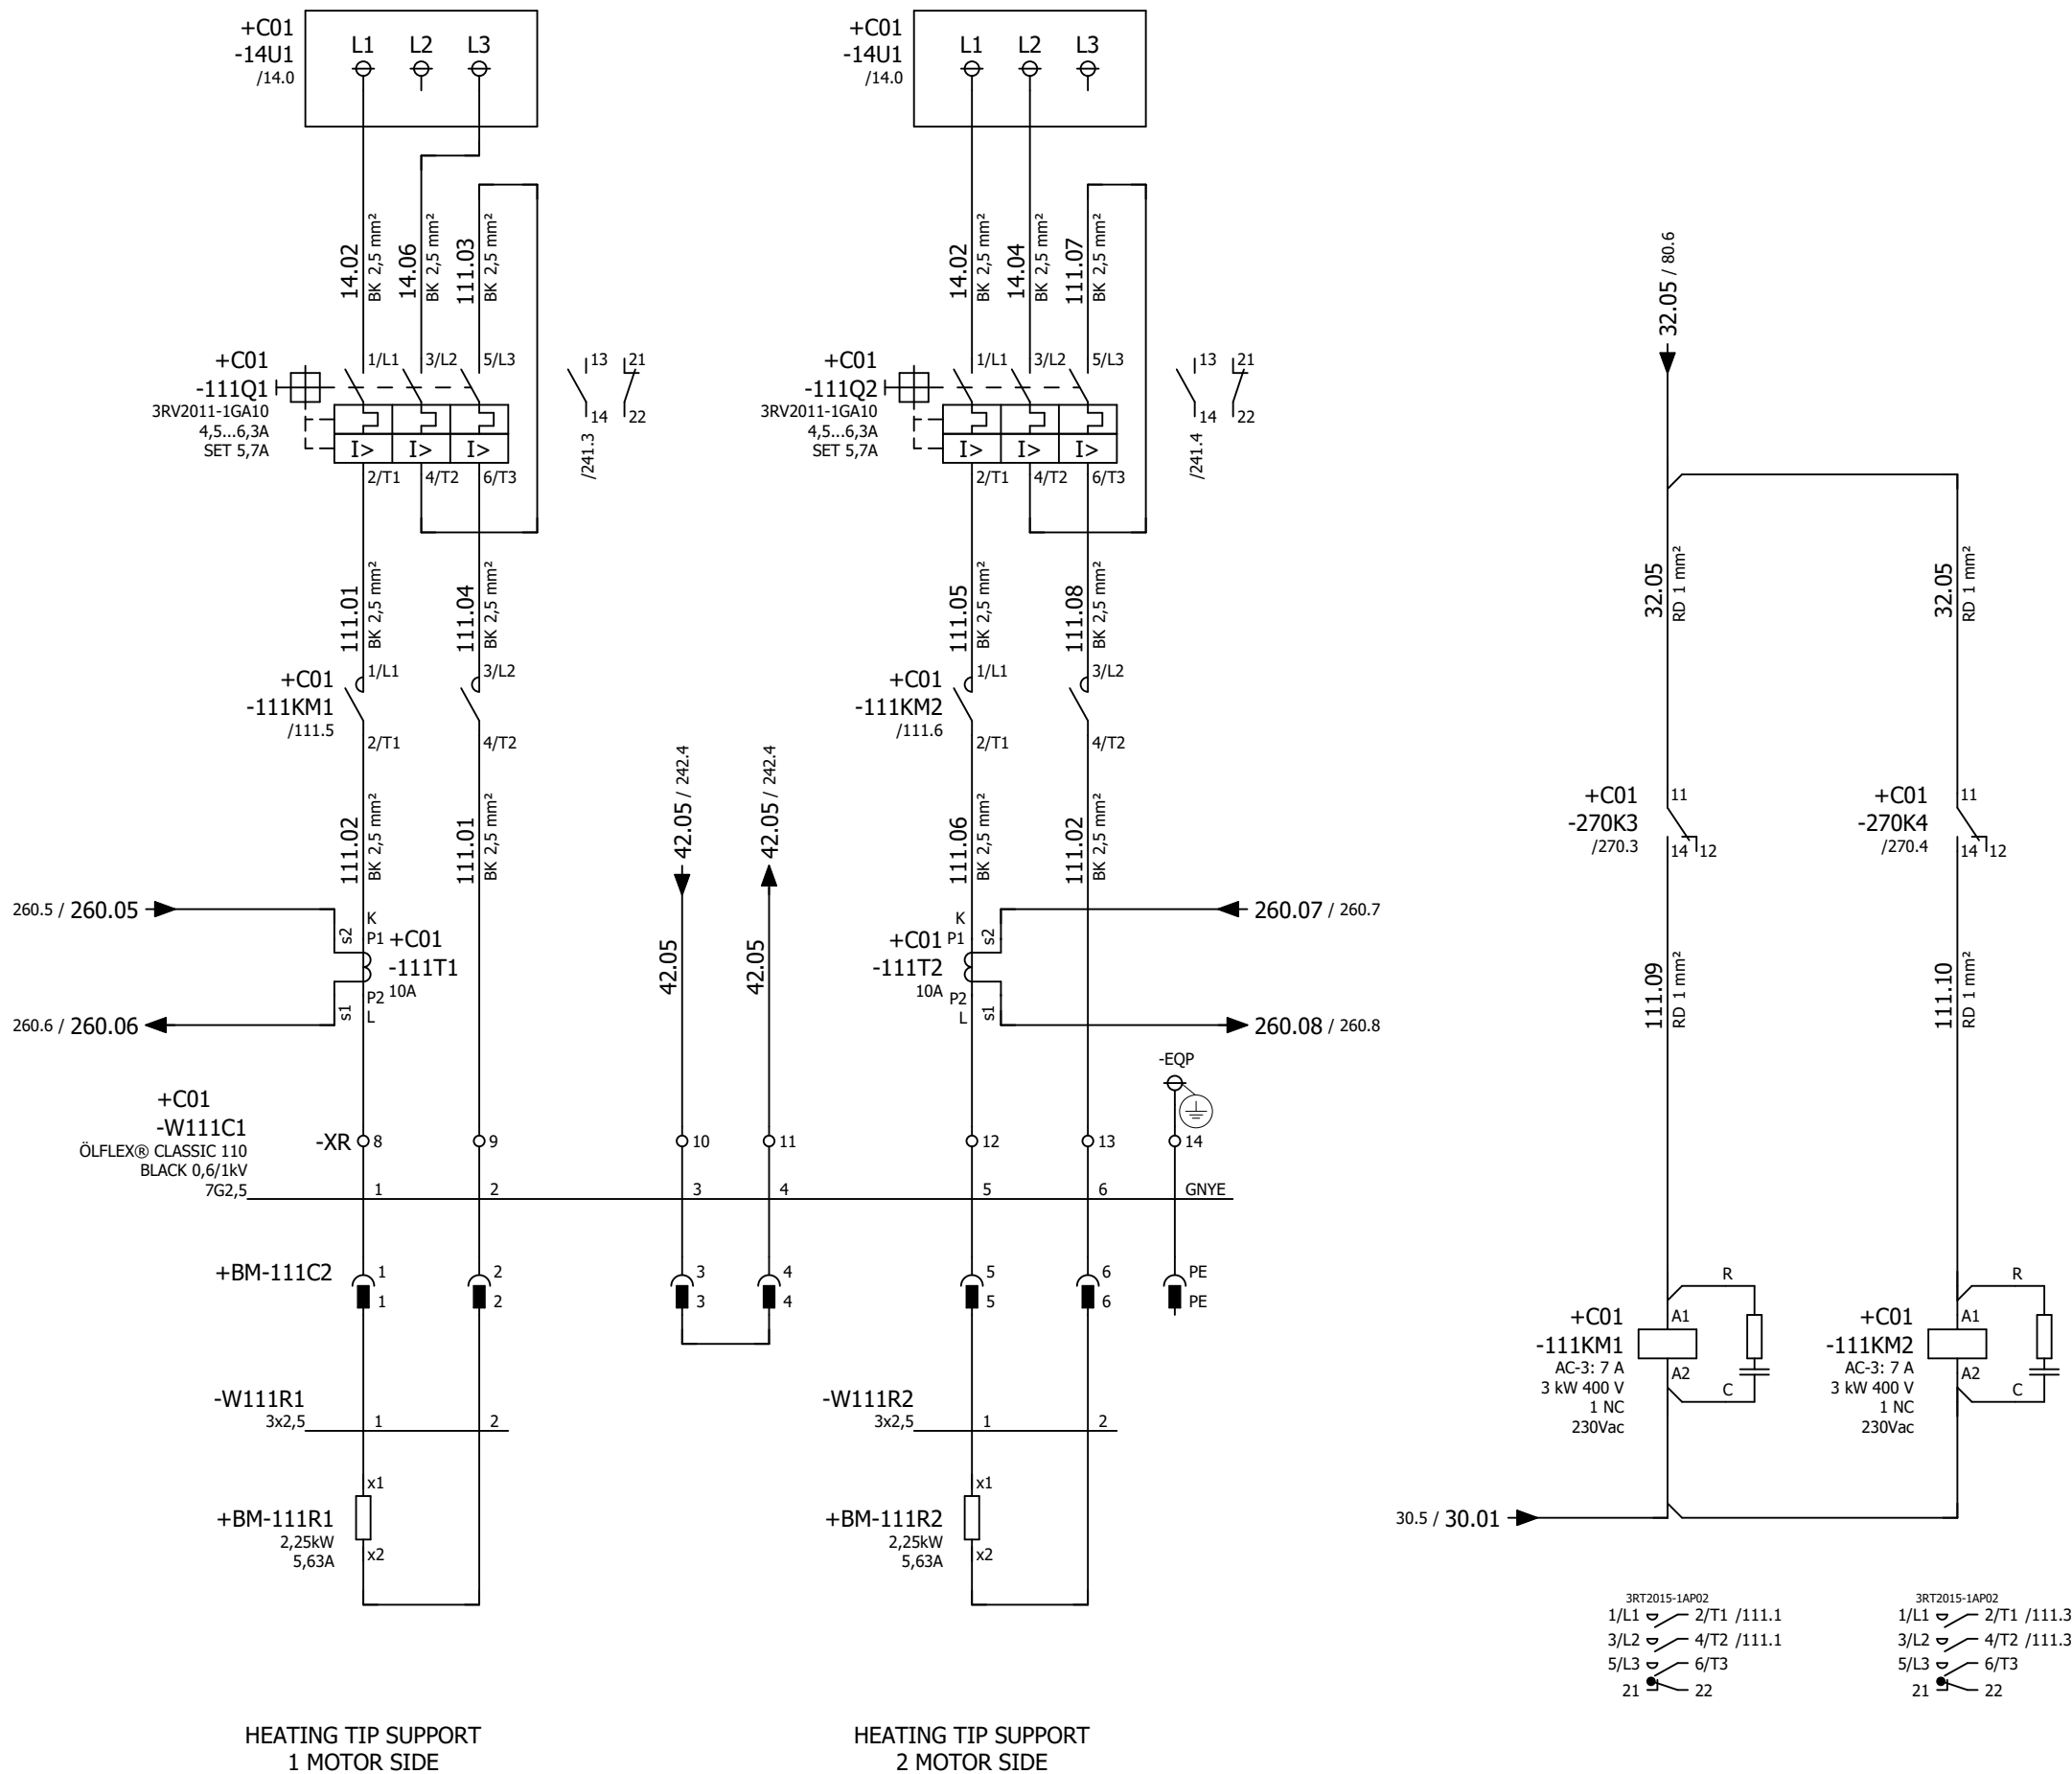 +C01
-14U1
/14.0
L1 L2 L3
+C01
-14U1
/14.0
L1 L2 L3
14.02
BK 2,5 mm²
14.06
BK 2,5 mm²
111.03
BK 2,5 mm²
14.02
BK 2,5 mm²
14.04
BK 2,5 mm²
111.07
BK 2,5 mm²
32.05 / 80.6
+C01
-111Q1
3RV2011-1GA10
4,5...6,3A
SET 5,7A
1/L1 3/L2 5/L3
I> I> I>
2/T1 4/T2 6/T3
13 21
14 22
/241.3
+C01
-111Q2
3RV2011-1GA10
4,5...6,3A
SET 5,7A
1/L1 3/L2 5/L3
I> I> I>
2/T1 4/T2 6/T3
13 21
14 22
/241.4
111.01
BK 2,5 mm²
111.04
BK 2,5 mm²
111.05
BK 2,5 mm²
111.08
BK 2,5 mm²
32.05
RD 1 mm²
32.05
RD 1 mm²
+C01
-111KM1
/111.5
1/L1 3/L2
2/T1 4/T2
+C01
-111KM2
/111.6
1/L1 3/L2
2/T1 4/T2
111.02
BK 2,5 mm²
111.01
BK 2,5 mm²
42.05 / 242.4
42.05 / 242.4
111.06
BK 2,5 mm²
111.02
BK 2,5 mm²
+C01
-270K3
/270.3
11
14 12
+C01
-270K4
/270.4
11
14 12
260.5 / 260.05
260.6 / 260.06
s2
s1
K
P1
P2
L
+C01
-111T1
10A
42.05
42.05
+C01
-111T2
10A
K
P1
P2
L
s2
s1
260.07 / 260.7
260.08 / 260.8
111.09
RD 1 mm²
111.10
RD 1 mm²
-EQP
+C01
-W111C1
ÖLFLEX® CLASSIC 110
BLACK 0,6/1kV
7G2,5
-XR 8 9 10 11 12 13 14
1 2 3 4 5 6 GNYE
+BM-111C2
1 2 3 4 5 6 PE
1 2 3 4 5 6 PE
+C01
-111KM1
AC-3: 7 A
3 kW 400 V
1 NC
230Vac
A1
A2
R
C
+C01
-111KM2
AC-3: 7 A
3 kW 400 V
1 NC
230Vac
A1
A2
R
C
-W111R1
3x2,5
1 2
-W111R2
3x2,5
1 2
+BM-111R1
2,25kW
5,63A
x1
x2
+BM-111R2
2,25kW
5,63A
x1
x2
30.5 / 30.01
3RT2015-1AP02
1/L1 2/T1 /111.1
3/L2 4/T2 /111.1
5/L3 6/T3
21 22
3RT2015-1AP02
1/L1 2/T1 /111.3
3/L2 4/T2 /111.3
5/L3 6/T3
21 22
HEATING TIP SUPPORT
1 MOTOR SIDE
HEATING TIP SUPPORT
2 MOTOR SIDE